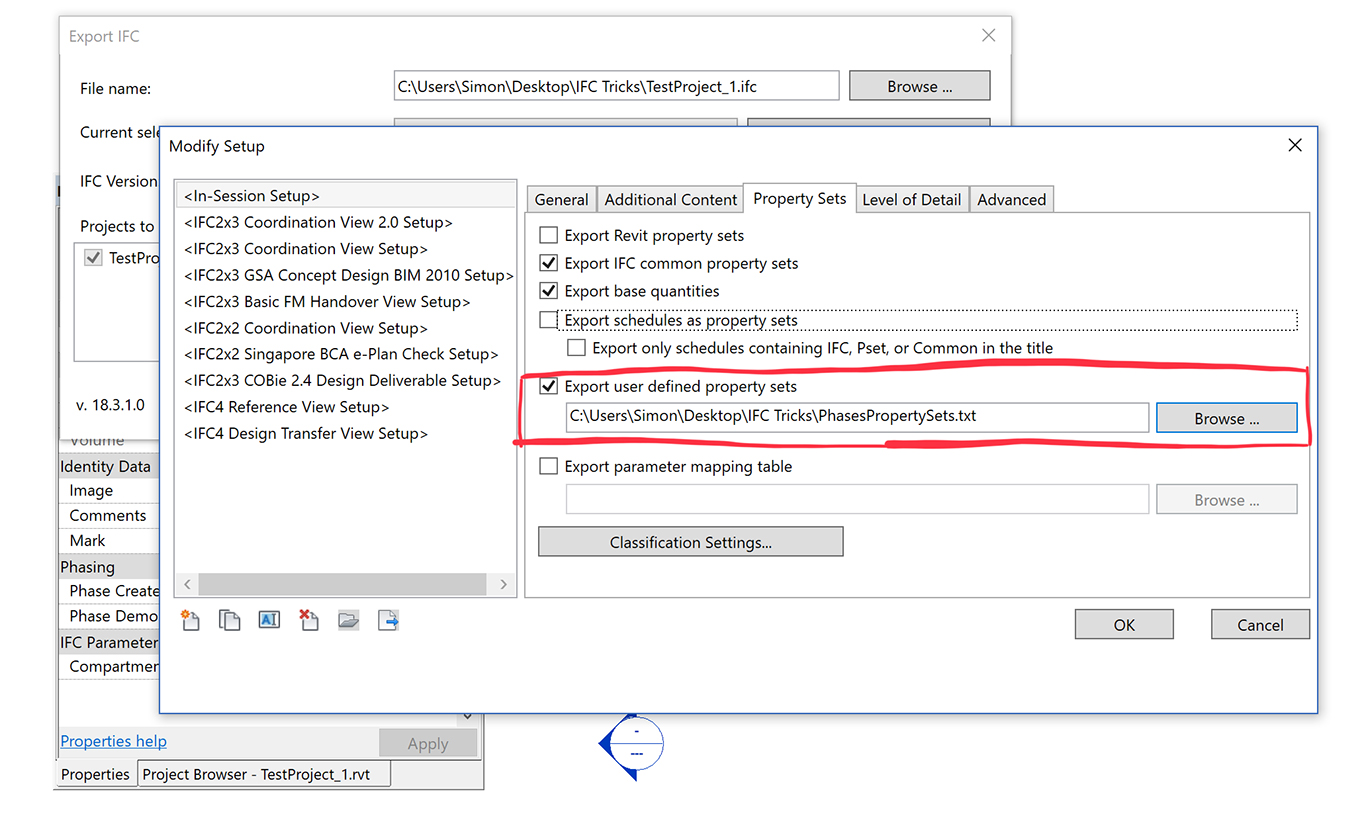 Export IFC
File name:
C:\Users\Simon\Desktop\IFC Tricks\TestProject_1.ifc
Browse ...
Current sele
Modify Setup
IFC Version
Projects to
TestPro
v. 18.3.1.0
<In-Session Setup>
<IFC2x3 Coordination View 2.0 Setup>
<IFC2x3 Coordination View Setup>
<IFC2x3 GSA Concept Design BIM 2010 Setup>
<IFC2x3 Basic FM Handover View Setup>
<IFC2x2 Coordination View Setup>
<IFC2x2 Singapore BCA e-Plan Check Setup>
<IFC2x3 COBie 2.4 Design Deliverable Setup>
<IFC4 Reference View Setup>
<IFC4 Design Transfer View Setup>
General
Additional Content
Property Sets
Level of Detail
Advanced
Export Revit property sets
Export IFC common property sets
Export base quantities
Export schedules as property sets
Export only schedules containing IFC, Pset, or Common in the title
Export user defined property sets
C:\Users\Simon\Desktop\IFC Tricks\PhasesPropertySets.txt
Browse ...
Export parameter mapping table
Browse ...
Classification Settings...
OK
Cancel
Volume
Identity Data
Image
Comments
Mark
Phasing
Phase Create
Phase Demo
IFC Parameter
Compartmen
Properties help
Apply
Properties
Project Browser - TestProject_1.rvt
-
---